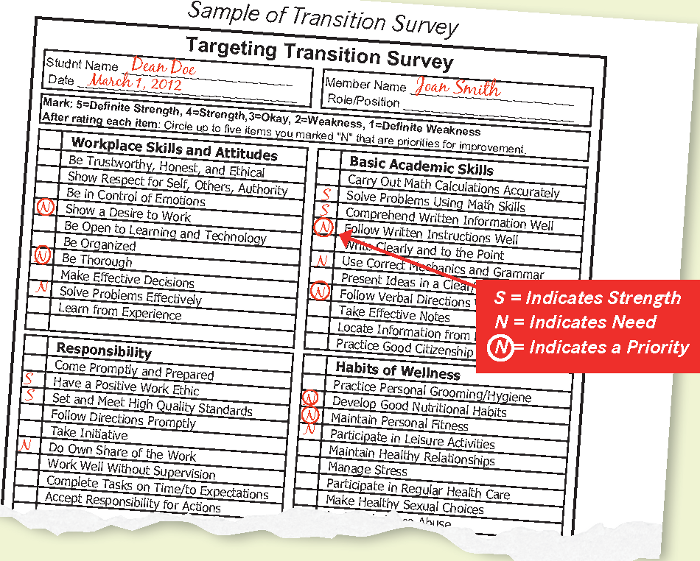 Sample of Transition Survey
Targeting Transition Survey
Studnt Name Dean Doe
Date March 1, 2012
Member Name Joan Smith
Role/Position
Mark: 5=Definite Strength, 4=Strength,3=Okay, 2=Weakness, 1=Definite Weakness
After rating each item: Circle up to five items you marked "N" that are priorities for improvement.
Workplace Skills and Attitudes
Be Trustworthy, Honest, and Ethical
Show Respect for Self, Others, Authority
Be in Control of Emotions
N Show a Desire to Work
Be Open to Learning and Technology
Be Organized
N Be Thorough
Make Effective Decisions
N Solve Problems Effectively
Learn from Experience
Responsibility
Come Promptly and Prepared
S Have a Positive Work Ethic
S Set and Meet High Quality Standards
Follow Directions Promptly
Take Initiative
N Do Own Share of the Work
Work Well Without Supervision
Complete Tasks on Time/to Expectations
Accept Responsibility for Actions
Basic Academic Skills
Carry Out Math Calculations Accurately
S Solve Problems Using Math Skills
S Comprehend Written Information Well
N Follow Written Instructions Well
Write Clearly and to the Point
N Use Correct Mechanics and Grammar
Present Ideas in a Clear
N Follow Verbal Directions
Take Effective Notes
Locate Information from
Practice Good Citizenship
Habits of Wellness
Practice Personal Grooming/Hygiene
N Develop Good Nutritional Habits
N Maintain Personal Fitness
N Participate in Leisure Activities
Maintain Healthy Relationships
Manage Stress
Participate in Regular Health Care
Make Healthy Sexual Choices
Abuse
S = Indicates Strength
N = Indicates Need
N = Indicates a Priority